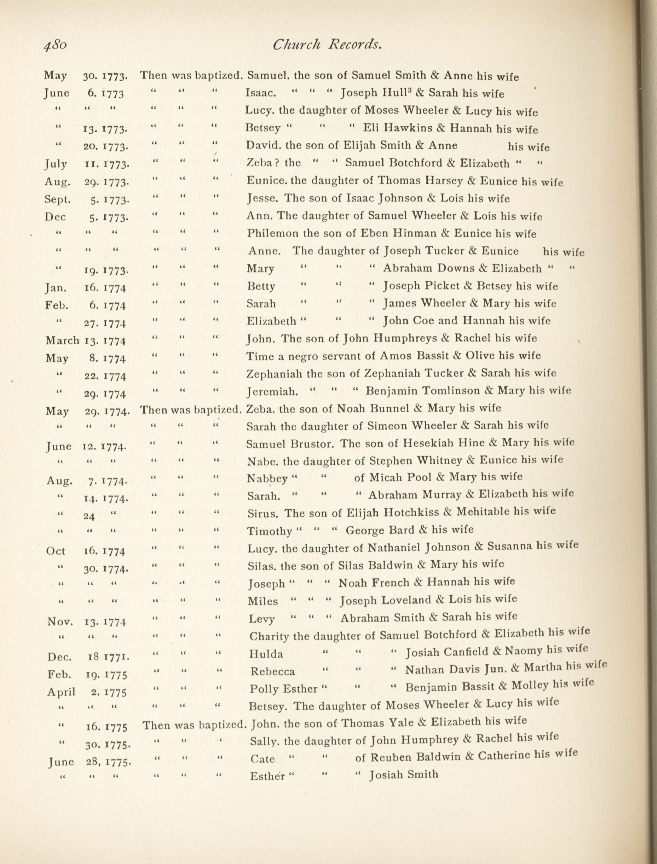 480 Church Records.
May 30. 1773. Then was baptized. Samuel. the son of Samuel Smith & Anne his wife
June 6. 1773 “ “ “ Isaac. “ “ “ Joseph Hull³ & Sarah his wife
“ “ “ “ “ “ Lucy. the daughter of Moses Wheeler & Lucy his wife
“ 13. 1773. “ “ “ Betsey “ “ “ Eli Hawkins & Hannah his wife
“ 20. 1773. “ “ “ David. the son of Elijah Smith & Anne his wife
July 11. 1773. “ “ “ Zeba? the “ “ Samuel Botchford & Elizabeth “ “
Aug. 29. 1773. “ “ “ Eunice. the daughter of Thomas Harsey & Eunice his wife
Sept. 5. 1773. “ “ “ Jesse. The son of Isaac Johnson & Lois his wife
Dec 5. 1773. “ “ “ Ann. The daughter of Samuel Wheeler & Lois his wife
“ “ “ “ “ “ Philemon the son of Eben Hinman & Eunice his wife
“ “ “ “ “ “ Anne. The daughter of Joseph Tucker & Eunice his wife
“ 19. 1773. “ “ “ Mary “ “ “ Abraham Downs & Elizabeth “ “
Jan. 16. 1774 “ “ “ Betty “ “ “ Joseph Picket & Betsey his wife
Feb. 6. 1774 “ “ “ Sarah “ “ “ James Wheeler & Mary his wife
“ 27. 1774 “ “ “ Elizabeth “ “ “ John Coe and Hannah his wife
March 13. 1774 “ “ “ John. The son of John Humphreys & Rachel his wife
May 8. 1774 “ “ “ Time a negro servant of Amos Bassit & Olive his wife
“ 22. 1774 “ “ “ Zephaniah the son of Zephaniah Tucker & Sarah his wife
“ 29. 1774 “ “ “ Jeremiah. “ “ “ Benjamin Tomlinson & Mary his wife
May 29. 1774. Then was baptized. Zeba. the son of Noah Bunnel & Mary his wife
“ “ “ “ “ “ Sarah the daughter of Simeon Wheeler & Sarah his wife
June 12. 1774. “ “ “ Samuel Brustor. The son of Hesekiah Hine & Mary his wife
“ “ “ “ “ “ Nabe. the daughter of Stephen Whitney & Eunice his wife
Aug. 7. 1774. “ “ “ Nabbey “ “ of Micah Pool & Mary his wife
“ 14. 1774. “ “ “ Sarah. “ “ “ Abraham Murray & Elizabeth his wife
“ 24 “ “ “ “ Sirus. The son of Elijah Hotchkiss & Mehitable his wife
“ “ “ “ “ “ Timothy “ “ “ George Bard & his wife
Oct 16. 1774 “ “ “ Lucy. the daughter of Nathaniel Johnson & Susanna his wife
“ 30. 1774. “ “ “ Silas. the son of Silas Baldwin & Mary his wife
“ “ “ “ “ “ Joseph “ “ “ Noah French & Hannah his wife
“ “ “ “ “ “ Miles “ “ “ Joseph Loveland & Lois his wife
Nov. 13. 1774 “ “ “ Levy “ “ “ Abraham Smith & Sarah his wife
“ “ “ “ “ “ Charity the daughter of Samuel Botchford & Elizabeth his wife
Dec. 18 1771. “ “ “ Hulda “ “ “ Josiah Canfield & Naomy his wife
Feb. 19. 1775 “ “ “ Rebecca “ “ “ Nathan Davis Jun. & Martha his wife
April 2. 1775 “ “ “ Polly Esther “ “ “ Benjamin Bassit & Molley his wife
“ “ “ “ “ “ Betsey. The daughter of Moses Wheeler & Lucy his wife
“ 16. 1775 Then was baptized. John. the son of Thomas Yale & Elizabeth his wife
“ 30. 1775. “ “ “ Sally. the daughter of John Humphrey & Rachel his wife
June 28, 1775. “ “ “ Cate “ “ of Reuben Baldwin & Catherine his wife
“ “ “ “ “ “ Esther “ “ “ Josiah Smith